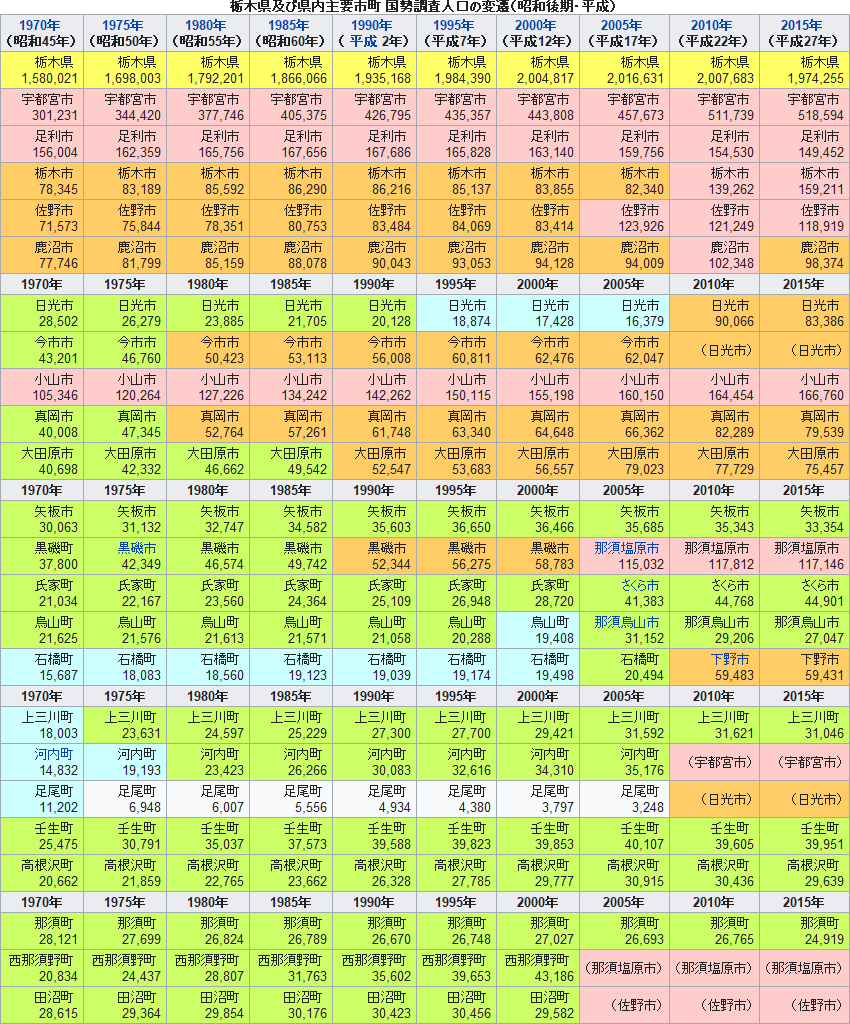 栃木県及び県内主要市町 国勢調査人口の変遷(昭和後期・平成)
1970年 1975年 1980年 1985年 1990年 1995年 2000年 2005年 2010年 2015年
(昭和45年) (昭和50年) (昭和55年) (昭和60年) (平成 2年) (平成7年) (平成12年) (平成17年) (平成22年) (平成27年)
栃木県 栃木県 栃木県 栃木県 栃木県 栃木県 栃木県 栃木県 栃木県 栃木県
1,580,021 1,698,003 1,792,201 1,866,066 1,935,168 1,984,390 2,004,817 2,016,631 2,007,683 1,974,255
宇都宮市 宇都宮市 宇都宮市 宇都宮市 宇都宮市 宇都宮市 宇都宮市 宇都宮市 宇都宮市 宇都宮市
301,231 344,420 377,746 405,375 426,795 435,357 443,808 457,673 511,739 518,594
足利市 足利市 足利市 足利市 足利市 足利市 足利市 足利市 足利市 足利市
156,004 162,359 165,756 167,656 167,686 165,828 163,140 159,756 154,530 149,452
栃木市 栃木市 栃木市 栃木市 栃木市 栃木市 栃木市 栃木市 栃木市 栃木市
78,345 83,189 85,592 86,290 86,216 85,137 83,855 82,340 139,262 159,211
佐野市 佐野市 佐野市 佐野市 佐野市 佐野市 佐野市 佐野市 佐野市 佐野市
71,573 75,844 78,351 80,753 83,484 84,069 83,414 123,926 121,249 118,919
鹿沼市 鹿沼市 鹿沼市 鹿沼市 鹿沼市 鹿沼市 鹿沼市 鹿沼市 鹿沼市 鹿沼市
77,746 81,799 85,159 88,078 90,043 93,053 94,128 94,009 102,348 98,374
1970年 1975年 1980年 1985年 1990年 1995年 2000年 2005年 2010年 2015年
日光市 日光市 日光市 日光市 日光市 日光市 日光市 日光市 日光市 日光市
28,502 26,279 23,885 21,705 20,128 18,874 17,428 16,379 90,066 83,386
今市市 今市市 今市市 今市市 今市市 今市市 今市市 今市市 (日光市) (日光市)
43,201 46,760 50,423 53,113 56,008 60,811 62,476 62,047
小山市 小山市 小山市 小山市 小山市 小山市 小山市 小山市 小山市 小山市
105,346 120,264 127,226 134,242 142,262 150,115 155,198 160,150 164,454 166,760
真岡市 真岡市 真岡市 真岡市 真岡市 真岡市 真岡市 真岡市 真岡市 真岡市
40,008 47,345 52,764 57,261 61,748 63,340 64,648 66,362 82,289 79,539
大田原市 大田原市 大田原市 大田原市 大田原市 大田原市 大田原市 大田原市 大田原市 大田原市
40,698 42,332 46,662 49,542 52,547 53,683 56,557 79,023 77,729 75,457
1970年 1975年 1980年 1985年 1990年 1995年 2000年 2005年 2010年 2015年
矢板市 矢板市 矢板市 矢板市 矢板市 矢板市 矢板市 矢板市 矢板市 矢板市
30,063 31,132 32,747 34,582 35,603 36,650 36,466 35,685 35,343 33,354
黒磯町 黒磯市 黒磯市 黒磯市 黒磯市 黒磯市 黒磯市 那須塩原市 那須塩原市 那須塩原市
37,800 42,349 46,574 49,742 52,344 56,275 58,783 115,032 117,812 117,146
氏家町 氏家町 氏家町 氏家町 氏家町 氏家町 氏家町 さくら市 さくら市 さくら市
21,034 22,167 23,560 24,364 25,109 26,948 28,720 41,383 44,768 44,901
烏山町 烏山町 烏山町 烏山町 烏山町 烏山町 烏山町 那須烏山市 那須烏山市 那須烏山市
21,625 21,576 21,613 21,571 21,058 20,288 19,408 31,152 29,206 27,047
石橋町 石橋町 石橋町 石橋町 石橋町 石橋町 石橋町 石橋町 下野市 下野市
15,687 18,083 18,560 19,123 19,039 19,174 19,498 20,494 59,483 59,431
1970年 1975年 1980年 1985年 1990年 1995年 2000年 2005年 2010年 2015年
上三川町 上三川町 上三川町 上三川町 上三川町 上三川町 上三川町 上三川町 上三川町 上三川町
18,003 23,631 24,597 25,229 27,300 27,700 29,421 31,592 31,621 31,046
河内町 河内町 河内町 河内町 河内町 河内町 河内町 河内町 (宇都宮市) (宇都宮市)
14,832 19,193 23,423 26,266 30,083 32,616 34,310 35,176
足尾町 足尾町 足尾町 足尾町 足尾町 足尾町 足尾町 足尾町 (日光市) (日光市)
11,202 6,948 6,007 5,556 4,934 4,380 3,797 3,248
壬生町 壬生町 壬生町 壬生町 壬生町 壬生町 壬生町 壬生町 壬生町 壬生町
25,475 30,791 35,037 37,573 39,588 39,823 39,853 40,107 39,605 39,951
高根沢町 高根沢町 高根沢町 高根沢町 高根沢町 高根沢町 高根沢町 高根沢町 高根沢町 高根沢町
20,662 21,859 22,765 23,662 26,328 27,785 29,777 30,915 30,436 29,639
1970年 1975年 1980年 1985年 1990年 1995年 2000年 2005年 2010年 2015年
那須町 那須町 那須町 那須町 那須町 那須町 那須町 那須町 那須町 那須町
28,121 27,699 26,824 26,789 26,670 26,748 27,027 26,693 26,765 24,919
西那須野町 西那須野町 西那須野町 西那須野町 西那須野町 西那須野町 西那須野町 (那須塩原市) (那須塩原市) (那須塩原市)
20,834 24,437 28,807 31,763 35,602 39,653 43,186
田沼町 田沼町 田沼町 田沼町 田沼町 田沼町 田沼町 (佐野市) (佐野市) (佐野市)
28,615 29,364 29,854 30,176 30,423 30,456 29,582